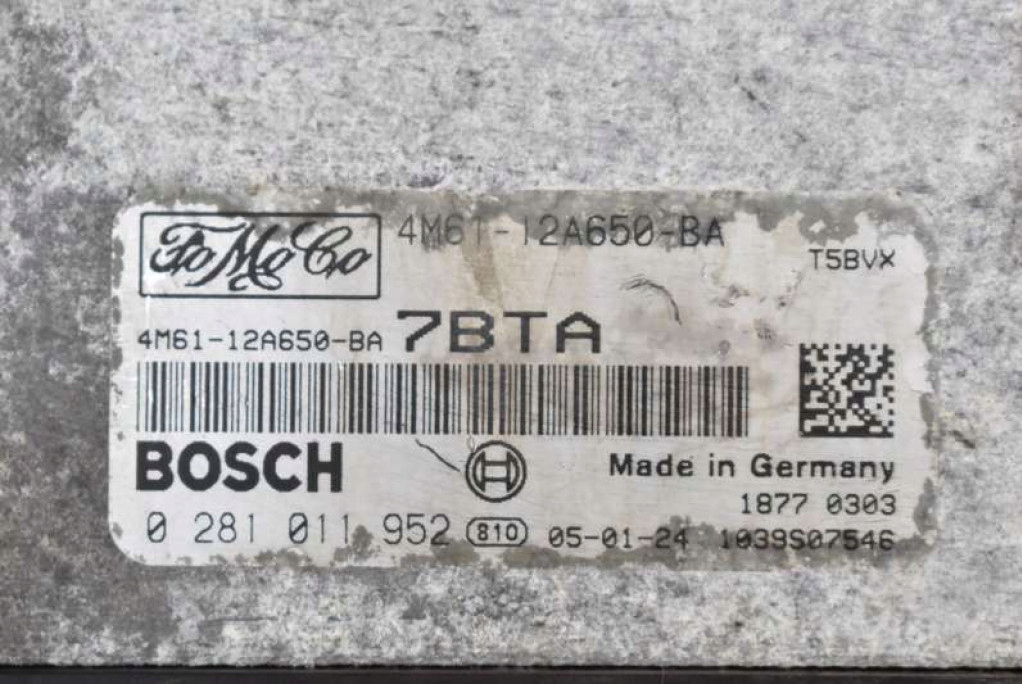 FoMoCo
4M61-12A650-BA
T5BVX
4M61-12A650-BA 7BTA
BOSCH
Made in Germany
1877 0303
0 281 011 952 810 05-01-24 1039S07546